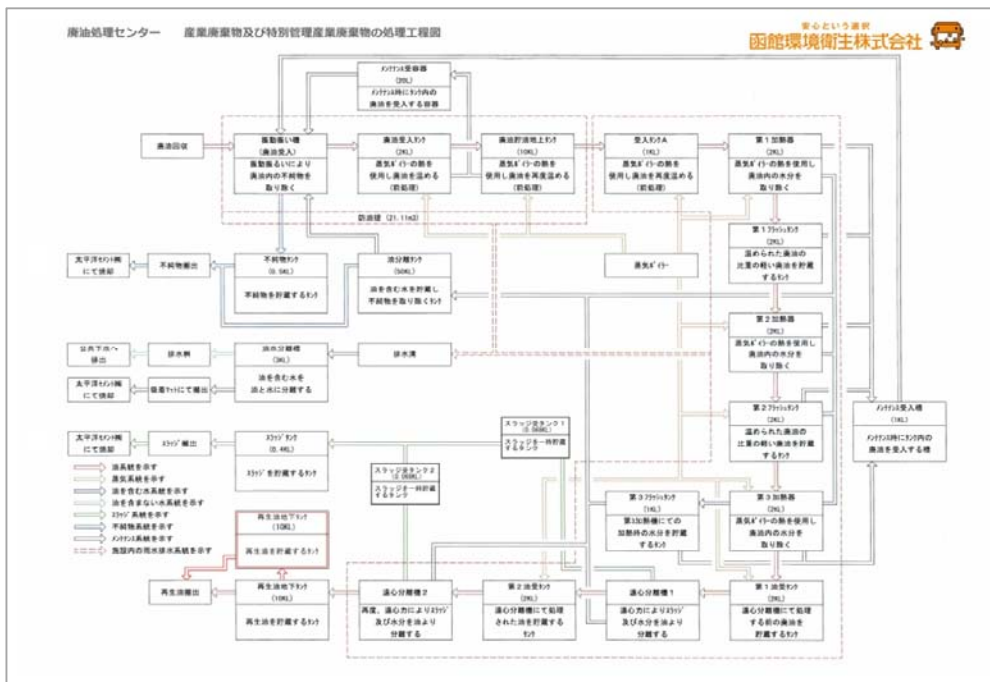 廃油処理センター　産業廃棄物及び特別管理産業廃棄物の処理工程図
安心という選択
函館環境衛生株式会社
メンテナンス受容器
(20L)
メンテナンス時にタンク内の
廃油を受入する容器
廃油回収
振動振い機
(廃油受入)
振動振るいにより
廃油内の不純物を
取り除く
廃油受入タンク
(2KL)
蒸気ボイラーの熱を
使用し廃油を温める
(前処理)
廃油貯油地上タンク
(10KL)
蒸気ボイラーの熱を
使用し廃油を再度温める
(前処理)
受入タンクA
(1KL)
蒸気ボイラーの熱を
使用し廃油を再度温める
(前処理)
第1加熱器
(2KL)
蒸気ボイラーの熱を使用し
廃油内の水分を
取り除く
防油堤 (21.11m2)
第1フラッシュタンク
(2KL)
温められた廃油の
比重の軽い廃油を貯蔵
するタンク
太平洋セメント㈱
にて焼却
不純物搬出
不純物タンク
(0.5KL)
不純物を貯蔵するタンク
油分離タンク
(50KL)
油を含む水を貯蔵し
不純物を取り除くタンク
蒸気ボイラー
第2加熱器
(2KL)
蒸気ボイラーの熱を使用し
廃油内の水分を
取り除く
公共下水へ
排出
排水桝
油水分離槽
(3KL)
油を含む水を
油と水に分離する
排水溝
太平洋セメント㈱
にて焼却
吸着マットにて搬出
第2フラッシュタンク
(2KL)
温められた廃油の
比重の軽い廃油を貯蔵
するタンク
メンテナンス受入槽
(1KL)
メンテナンス時にタンク内の
廃油を受入する槽
太平洋セメント㈱
にて焼却
スラッジ搬出
スラッジタンク
(0.4KL)
スラッジを貯蔵するタンク
スラッジ受タンク1
(0.068KL)
スラッジを一時貯蔵
するタンク
スラッジ受タンク2
(0.068KL)
スラッジを一時貯蔵
するタンク
油系統を示す
蒸気系統を示す
油を含む水系統を示す
油を含まない水系統を示す
スラッジ系統を示す
不純物系統を示す
メンテナンス系統を示す
施設内の雨水排水系統を示す
第3フラッシュタンク
(1KL)
第3加熱機にての
加熱時の水分を貯蔵
するタンク
第3加熱器
(2KL)
蒸気ボイラーの熱を使用し
廃油内の水分を
取り除く
再生油地下タンク
(10KL)
再生油を貯蔵するタンク
再生油搬出
再生油地下タンク
(10KL)
再生油を貯蔵するタンク
遠心分離機2
再度、遠心力によりスラッジ
及び水分を油より
分離する
第2油受タンク
(2KL)
遠心分離機にて処理
された油を貯蔵する
タンク
遠心分離機1
遠心力によりスラッジ
及び水分を油より
分離する
第1油受タンク
(2KL)
遠心分離機にて処理
する前の廃油を
貯蔵するタンク